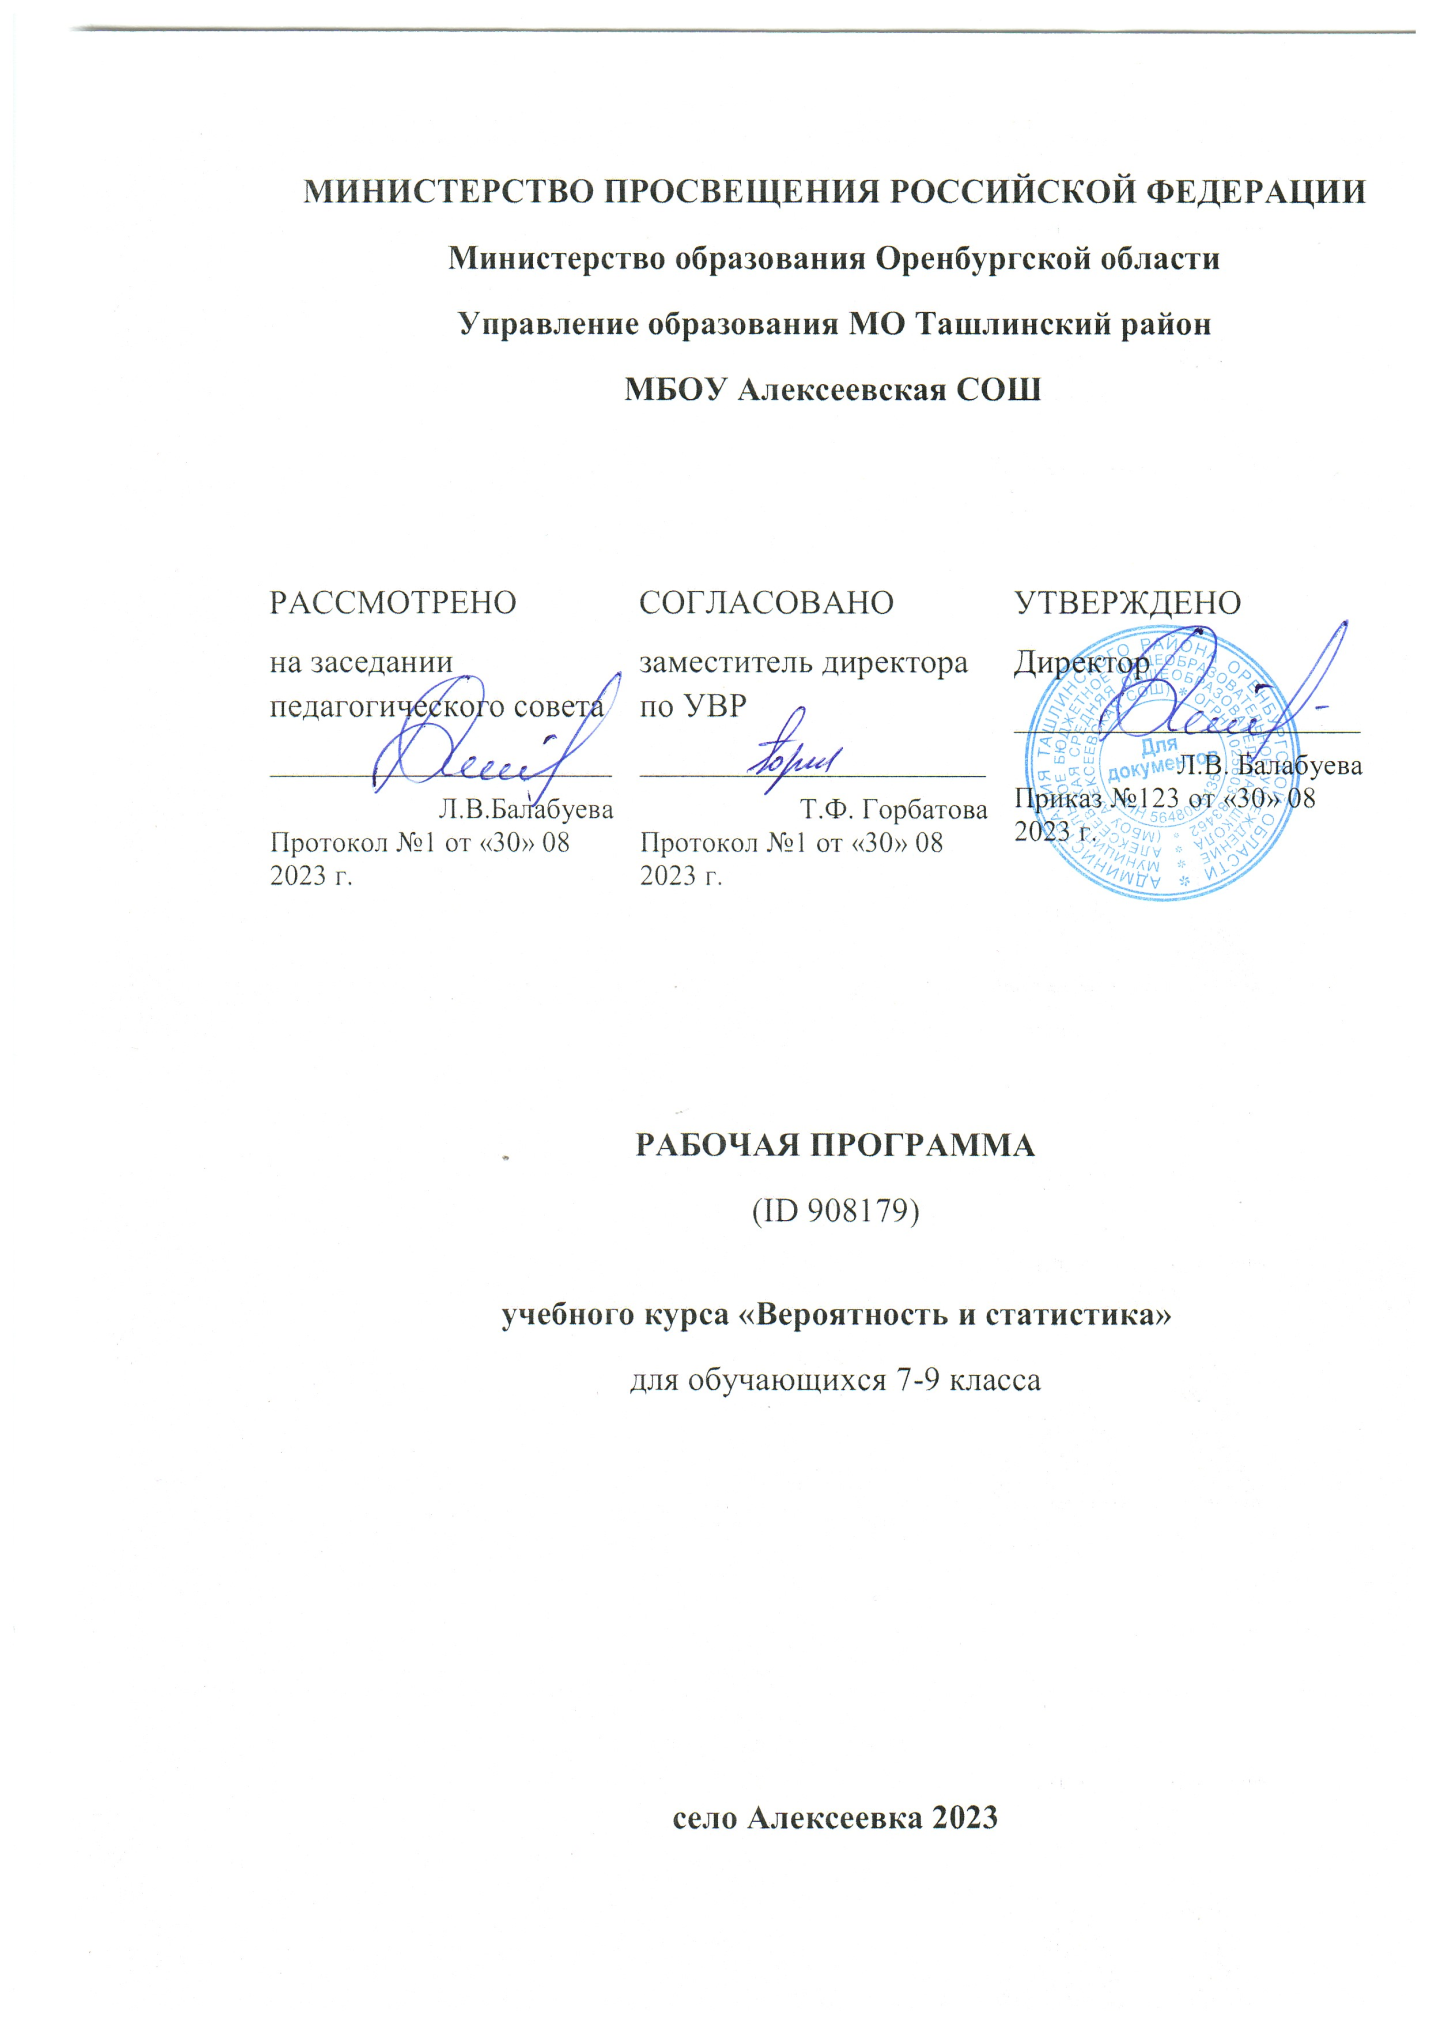 МИНИСТЕРСТВО ПРОСВЕЩЕНИЯ РОССИЙСКОЙ ФЕДЕРАЦИИ
Министерство образования Оренбургской области
Управление образования МО Ташлинский район
МБОУ Алексеевская СОШ
РАССМОТРЕНО
на заседании
педагогического совета
Л.В.Балабуева
Протокол №1 от «30» 08
2023 г.
СОГЛАСОВАНО
заместитель директора
по УВР
Т.Ф. Горбатова
Протокол №1 от «30» 08
2023 г.
УТВЕРЖДЕНО
Директор
Л.В. Балабуева
Приказ №123 от «30» 08
2023 г.
Для
документов
РАБОЧАЯ ПРОГРАММА
(ID 908179)
учебного курса «Вероятность и статистика»
для обучающихся 7-9 класса
село Алексеевка 2023